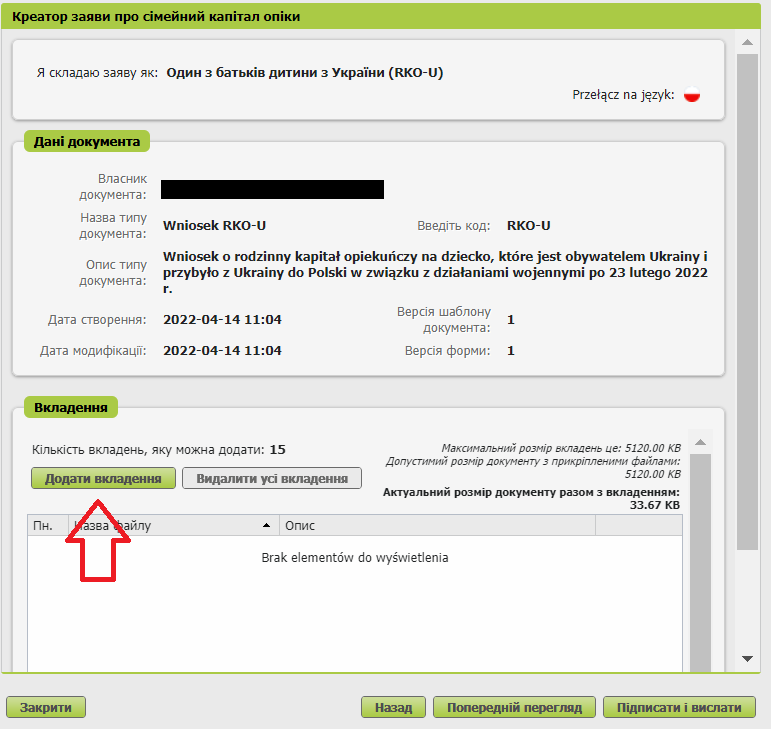 Креатор заяви про сімейний капітал опіки
Я складаю заяву як: Один з батьків дитини з України (RKO-U)
Przełącz na język:
Дані документа
Власник
документа:
Назва типу
документа:
Wniosek RKO-U
Введіть код: RKO-U
Опис типу
документа:
Wniosek o rodzinny kapitał opiekuńczy na dziecko, które jest obywatelem Ukrainy i
przybyło z Ukrainy do Polski w związku z działaniami wojennymi po 23 lutego 2022
r.
Дата створення: 2022-04-14 11:04
Версія шаблону
документа:
1
Дата модифікації: 2022-04-14 11:04
Версія форми: 1
Вкладення
Кількість вкладень, яку можна додати: 15
Максимальний розмір вкладень це: 5120.00 KB
Допустимий розмір документу з прикріпленими файлами:
5120.00 KB
Додати вкладення
Видалити усі вкладення
Актуальний розмір документу разом з вкладенням:
33.67 KB
Пн. Назва файлу Опис
Brak elementów do wyświetlenia
Закрити Назад Попередній перегляд Підписати і вислати